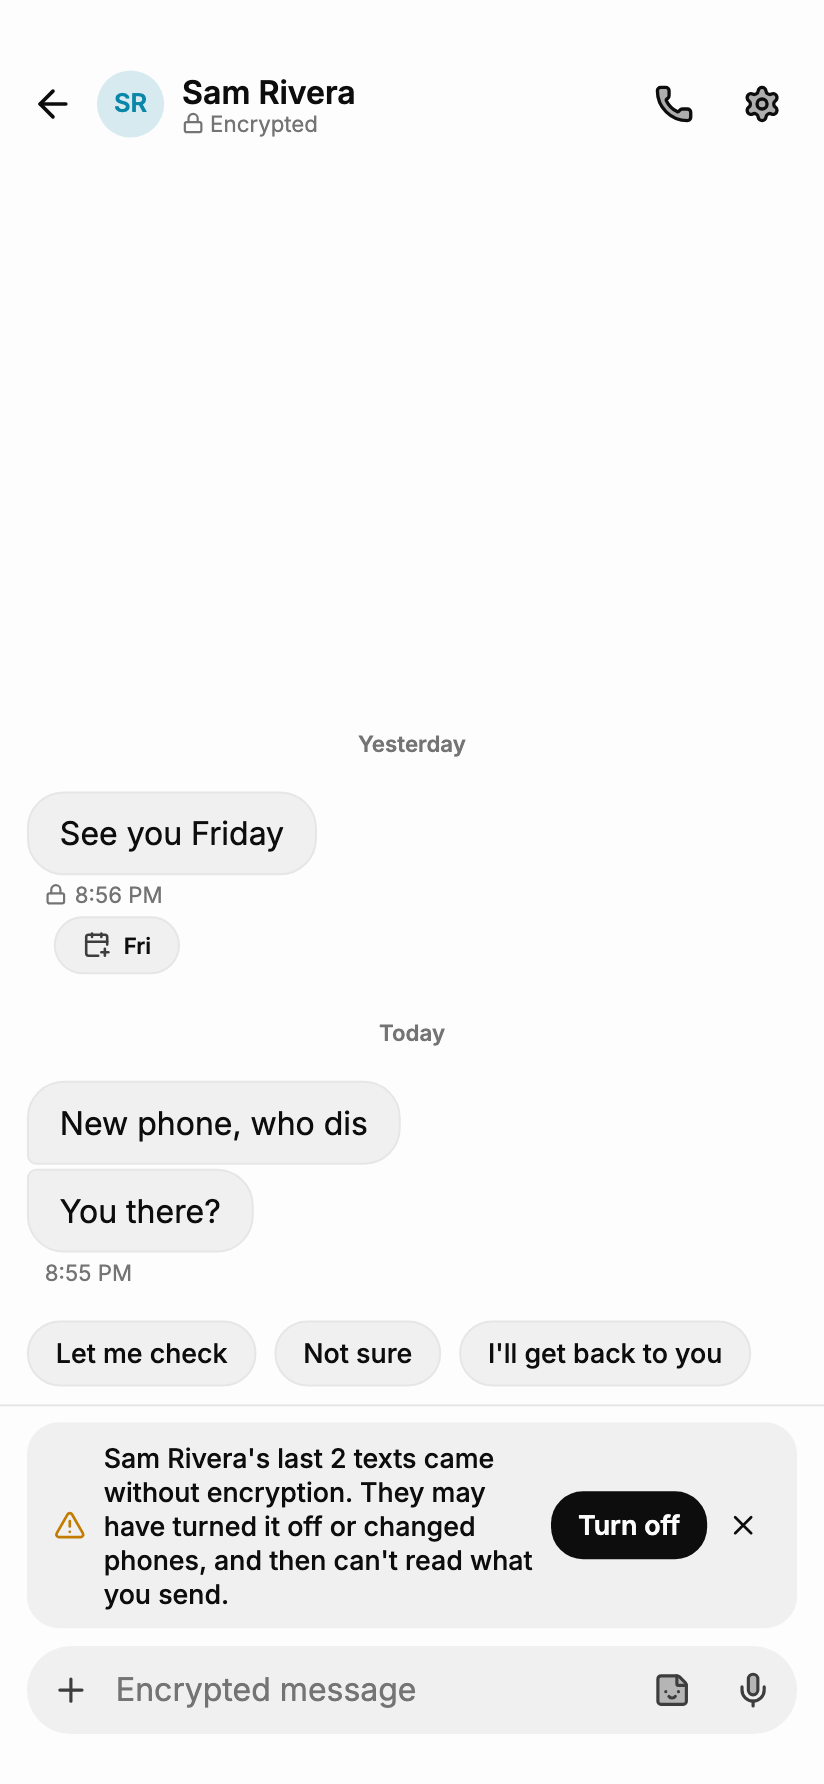 SR
Sam Rivera
Encrypted
Yesterday
See you Friday
8:56 PM
Fri
Today
New phone, who dis
You there?
8:55 PM
Let me check
Not sure
I'll get back to you
Sam Rivera's last 2 texts came
without encryption. They may
have turned it off or changed
phones, and then can't read what
you send.
Turn off
Encrypted message